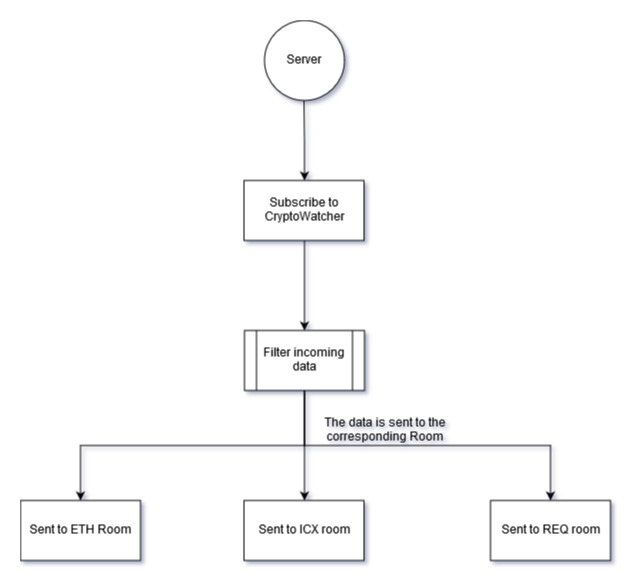 Server
Subscribe to
CryptoWatcher
Filter incoming
data
The data is sent to the
corresponding Room
Sent to ETH Room
Sent to ICX room
Sent to REQ room